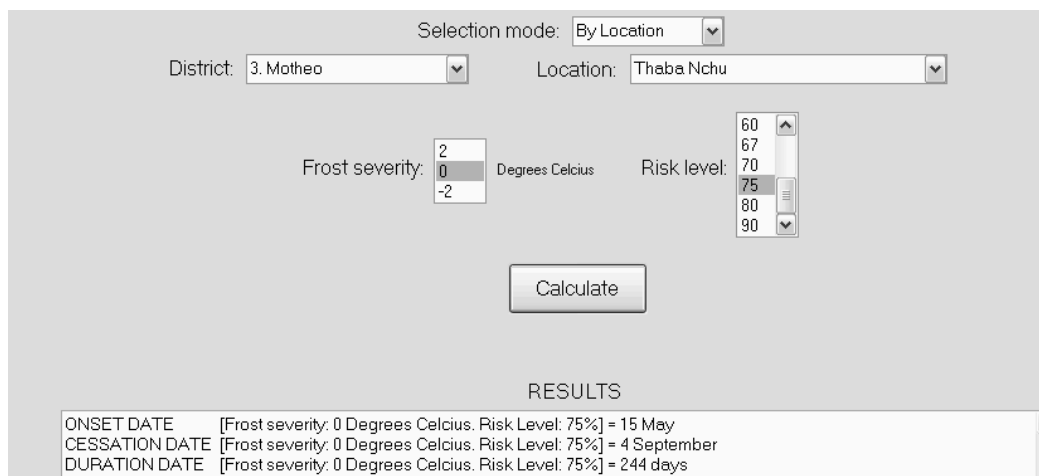 Selection mode: By Location
District: 3. Motheo Location: Thaba Nchu
60
67
2
Frost severity: 0 Degrees Celcius Risk level: 70
75
-2
80
90
Calculate
RESULTS
ONSET DATE [Frost severity: 0 Degrees Celcius. Risk Level: 75%] = 15 May
CESSATION DATE [Frost severity: 0 Degrees Celcius. Risk Level: 75%] = 4 September
DURATION DATE [Frost severity: 0 Degrees Celcius. Risk Level: 75%] = 244 days